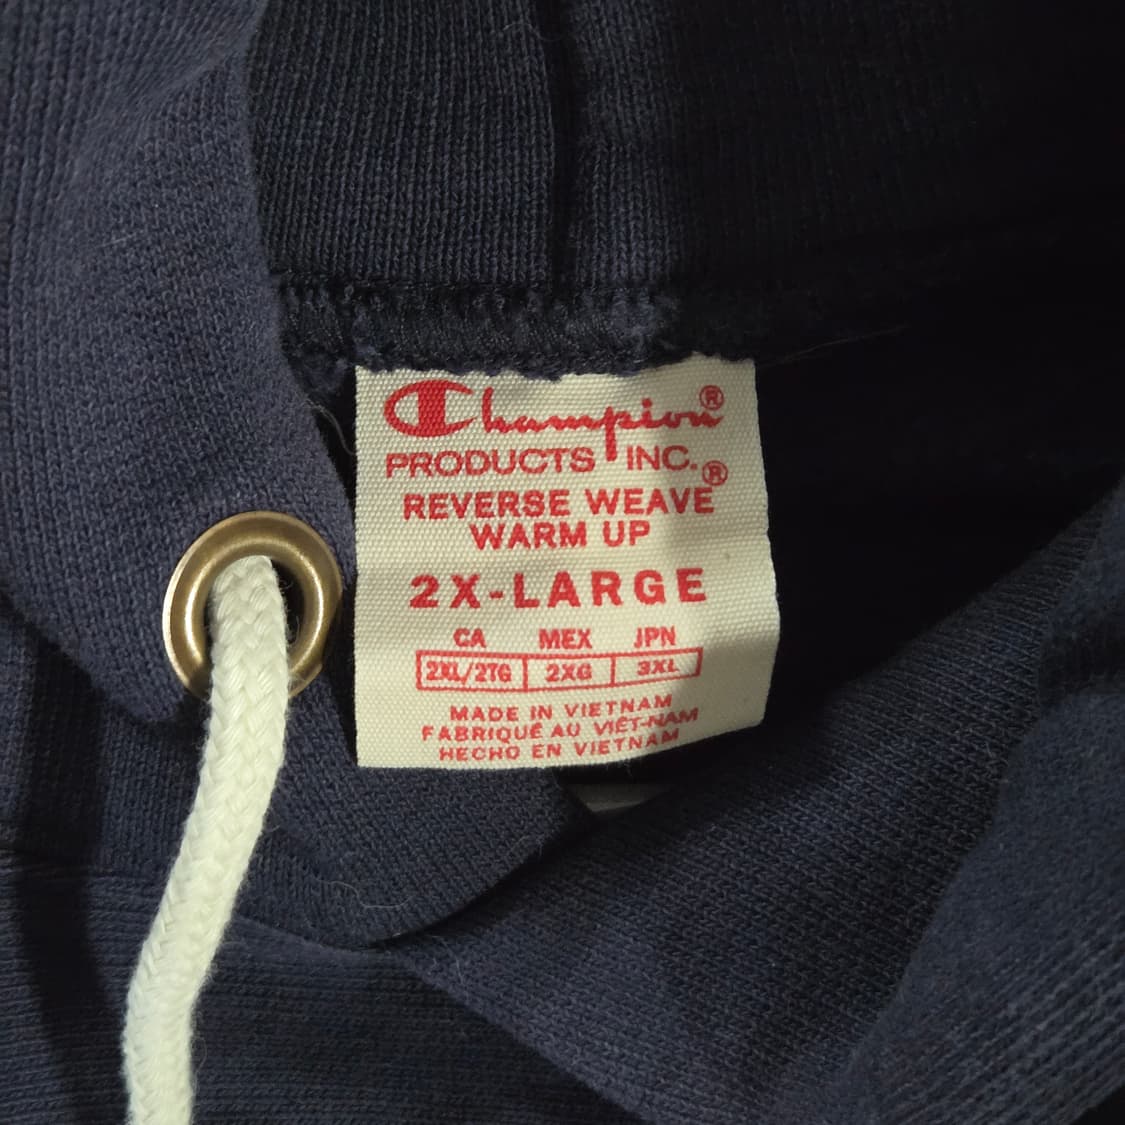 Champion®
PRODUCTS INC.
REVERSE WEAVE®
WARM UP
2X-LARGE
CA MEX JPN
2XL/2TG 2XG 3XL
MADE IN VIETNAM
FABRIQUÉ AU VIÊT-NAM
HECHO EN VIETNAM